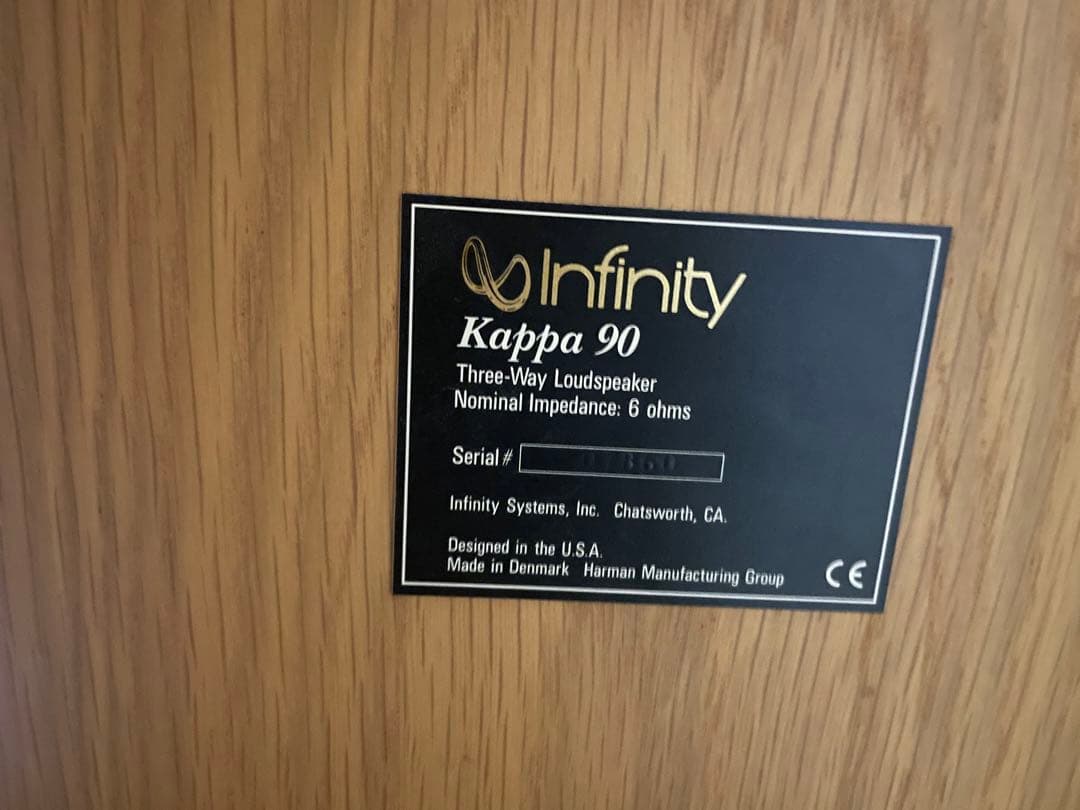 Infinity
Kappa 90
Three-Way Loudspeaker
Nominal Impedance: 6 ohms
Serial #
Infinity Systems, Inc. Chatsworth, CA.
Designed in the U.S.A.
Made in Denmark Harman Manufacturing Group
CE